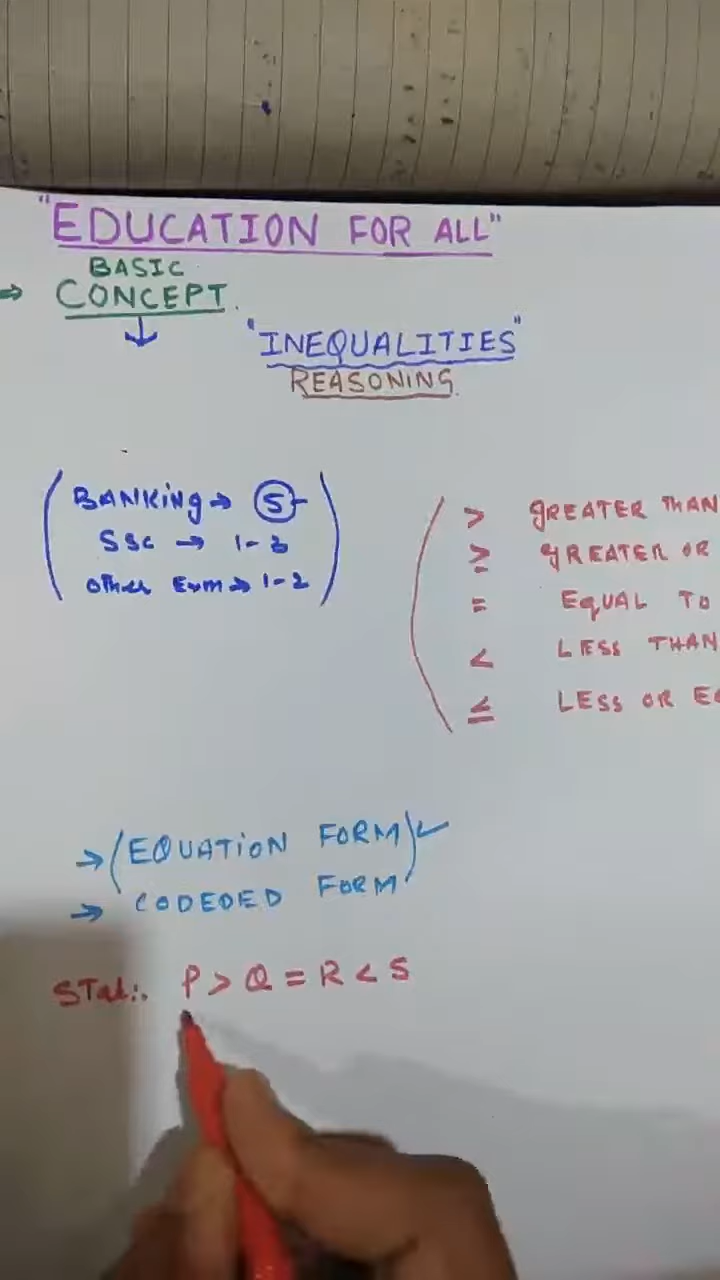 "EDUCATION FOR ALL"
⇒ BASIC
CONCEPT.
↓
"INEQUALITIES"
REASONING
BANKING → 5
SSC → 1-3
Other Exm → 1-2
> GREATER THAN
≥ GREATER OR
= EQUAL TO
< LESS THAN
≤ LESS OR EQ
→ (EQUATION FORM) ✓
→ CODEDED FORM
STat:. P > Q = R < S